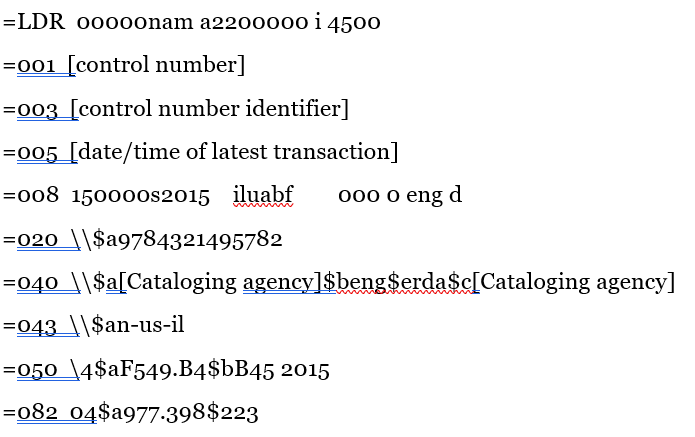 =LDR  00000nam a2200000 i 4500
=001  [control number]
=003  [control number identifier]
=005  [date/time of latest transaction]
=008  150000s2015    iluabf        000 0 eng d
=020  \\$a9784321495782
=040  \\$a[Cataloging agency]$beng$erda$c[Cataloging agency]
=043  \\$an-us-il
=050  \4$aF549.B4$bB45 2015
=082  04$a977.398$223